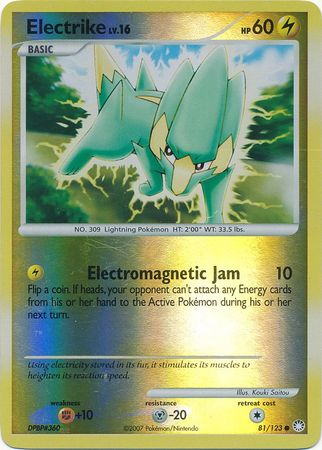 Electrike LV.16 HP 60
BASIC
NO. 309 Lightning Pokémon HT: 2'00" WT: 33.5 lbs.
Electromagnetic Jam 10
Flip a coin. If heads, your opponent can't attach any Energy cards
from his or her hand to the Active Pokémon during his or her
next turn.
Using electricity stored in its fur, it stimulates its muscles to
heighten its reaction speed.
Illus. Kouki Saitou
weakness resistance retreat cost
+10 -20
DPBP#360 ©2007 Pokémon/Nintendo 81/123